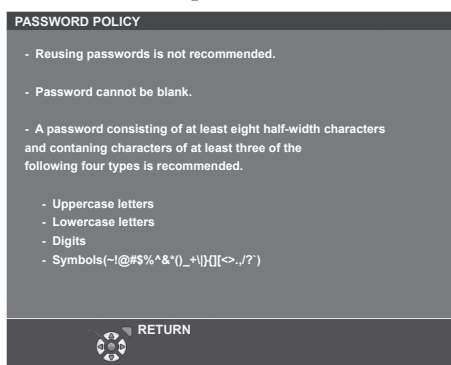 PASSWORD POLICY
- Reusing passwords is not recommended.
- Password cannot be blank.
- A password consisting of at least eight half-width characters
and contaning characters of at least three of the
following four types is recommended.
- Uppercase letters
- Lowercase letters
- Digits
- Symbols(~!@#$%^&*()_+\|}{][<>.,/?`)
RETURN